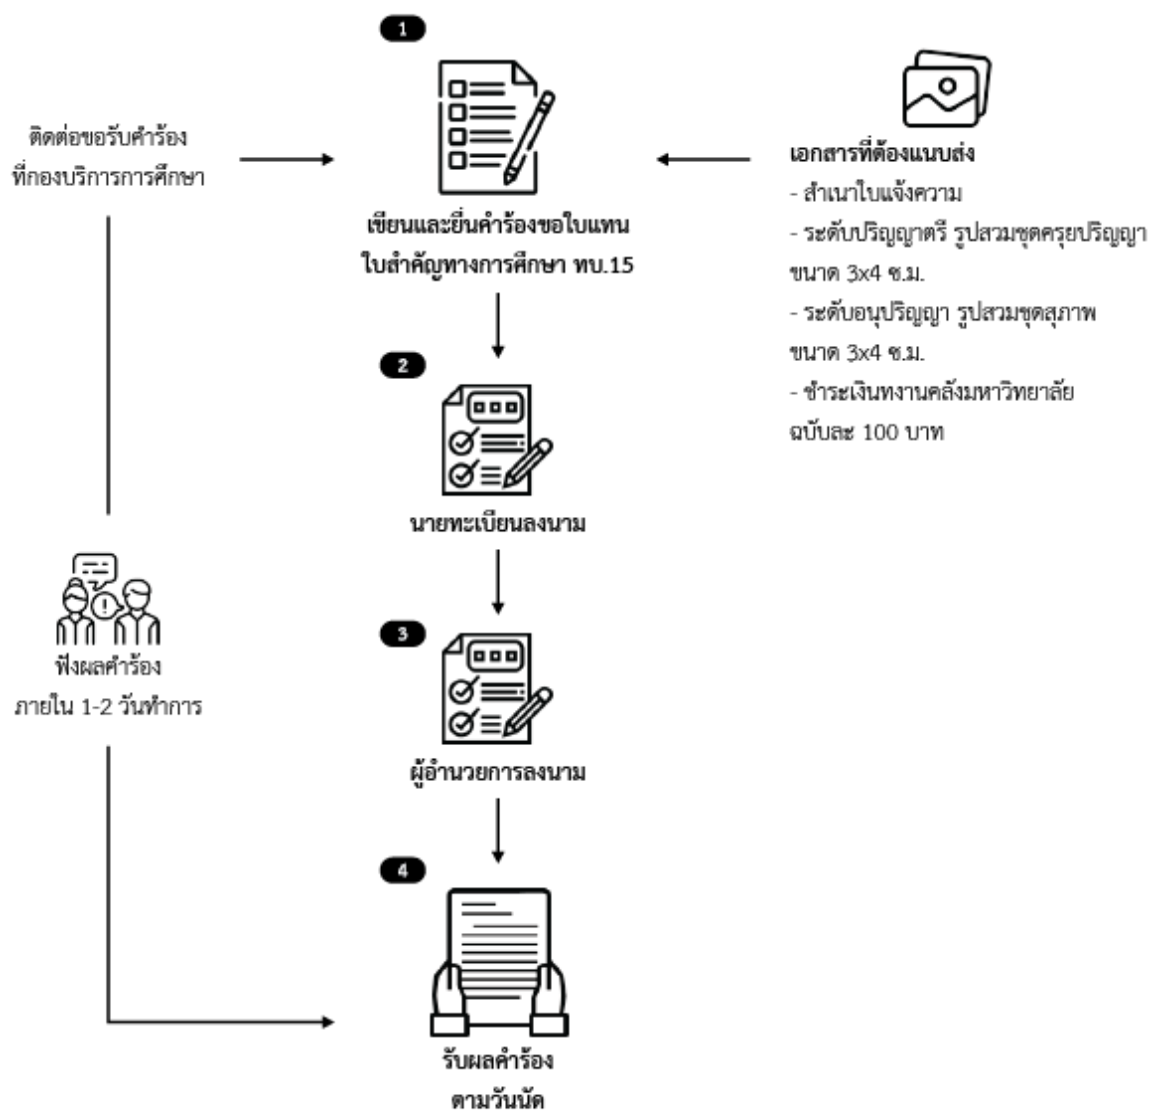 1
ติดต่อขอรับคำร้อง
ที่กองบริการการศึกษา
เขียนและยื่นคำร้องขอใบแทน
ใบสำคัญทางการศึกษา ทบ.15
เอกสารที่ต้องแนบส่ง
- สำเนาใบแจ้งความ
- ระดับปริญญาตรี รูปสวมชุดครุยปริญญา
ขนาด 3x4 ซ.ม.
- ระดับอนุปริญญา รูปสวมชุดสุภาพ
ขนาด 3x4 ซ.ม.
- ชำระเงินทงานคลังมหาวิทยาลัย
ฉบับละ 100 บาท
2
นายทะเบียนลงนาม
ฟังผลคำร้อง
ภายใน 1-2 วันทำการ
3
ผู้อำนวยการลงนาม
4
รับผลคำร้อง
ตามวันนัด